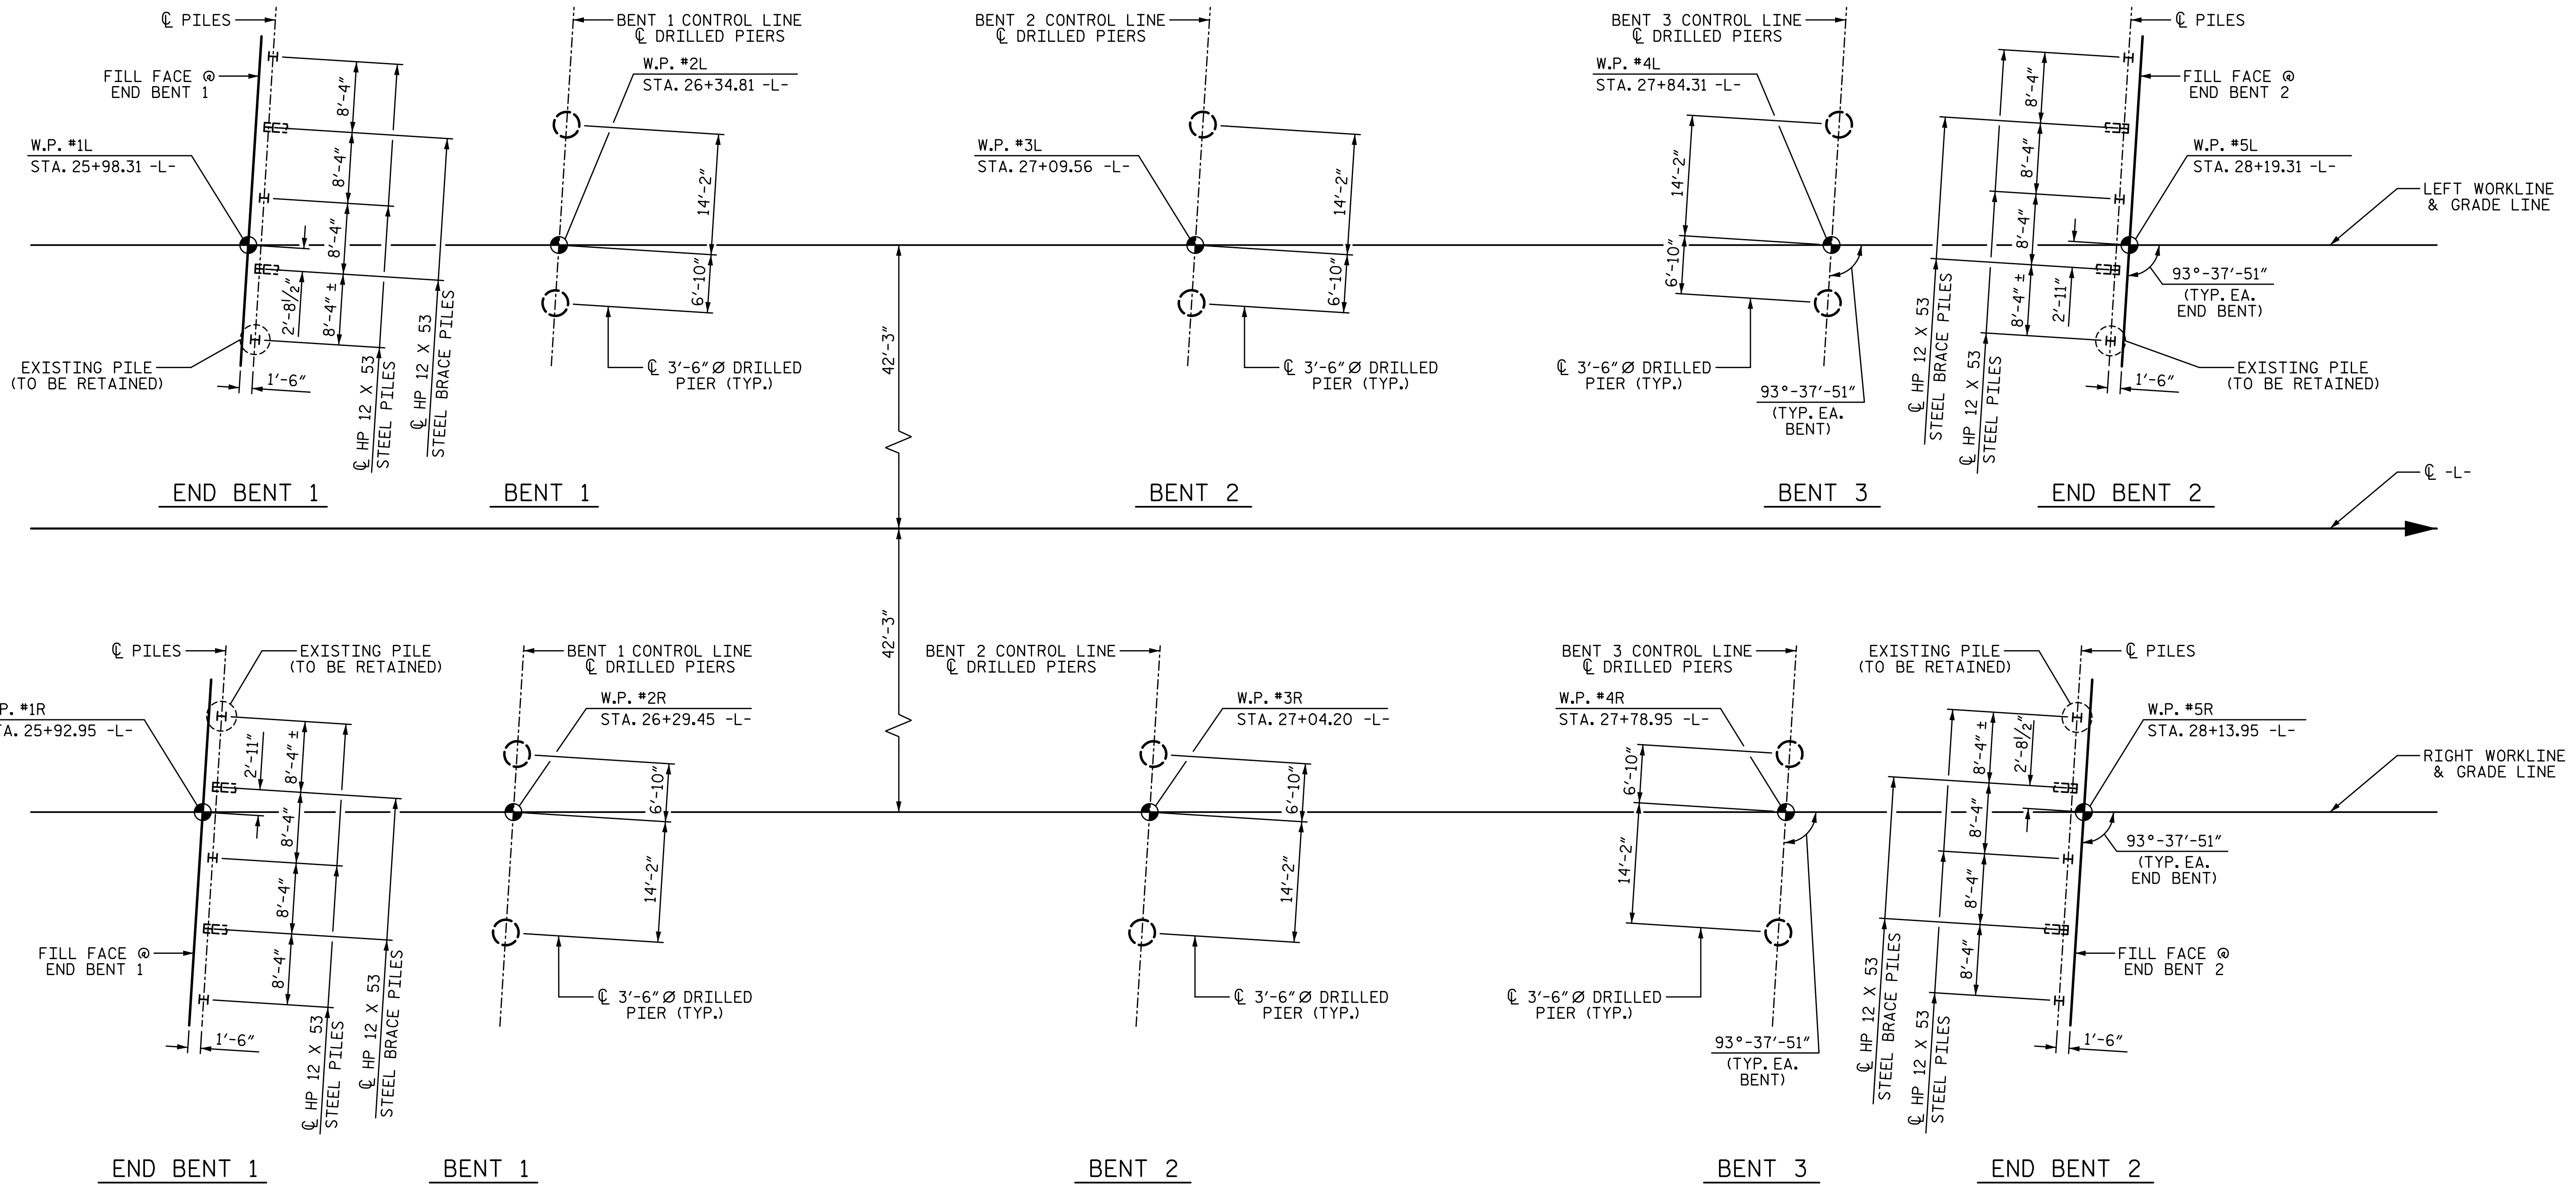 ℄ PILES
FILL FACE @
END BENT 1
W.P. #1L
STA. 25+98.31 -L-
EXISTING PILE
(TO BE RETAINED)
1'-6"
8'-4"
8'-4"
8'-4"
8'-4" ±
2'-8½"
℄ HP 12 X 53
STEEL PILES
℄ HP 12 X 53
STEEL BRACE PILES
END BENT 1
BENT 1 CONTROL LINE
℄ DRILLED PIERS
W.P. #2L
STA. 26+34.81 -L-
14'-2"
6'-10"
℄ 3'-6" Ø DRILLED
PIER (TYP.)
BENT 1
42'-3"
BENT 2 CONTROL LINE
℄ DRILLED PIERS
W.P. #3L
STA. 27+09.56 -L-
14'-2"
6'-10"
℄ 3'-6" Ø DRILLED
PIER (TYP.)
BENT 2
BENT 3 CONTROL LINE
℄ DRILLED PIERS
W.P. #4L
STA. 27+84.31 -L-
14'-2"
6'-10"
℄ 3'-6" Ø DRILLED
PIER (TYP.)
93°-37'-51"
(TYP. EA.
BENT)
BENT 3
℄ PILES
FILL FACE @
END BENT 2
W.P. #5L
STA. 28+19.31 -L-
8'-4"
8'-4"
8'-4"
8'-4" ±
2'-11"
93°-37'-51"
(TYP. EA.
END BENT)
℄ HP 12 X 53
STEEL BRACE PILES
℄ HP 12 X 53
STEEL PILES
EXISTING PILE
(TO BE RETAINED)
1'-6"
END BENT 2
LEFT WORKLINE
& GRADE LINE
℄ -L-
℄ PILES
EXISTING PILE
(TO BE RETAINED)
P. #1R
TA. 25+92.95 -L-
2'-11"
8'-4" ±
8'-4"
8'-4"
8'-4"
FILL FACE @
END BENT 1
1'-6"
℄ HP 12 X 53
STEEL PILES
℄ HP 12 X 53
STEEL BRACE PILES
END BENT 1
BENT 1 CONTROL LINE
℄ DRILLED PIERS
W.P. #2R
STA. 26+29.45 -L-
6'-10"
14'-2"
℄ 3'-6" Ø DRILLED
PIER (TYP.)
BENT 1
42'-3"
BENT 2 CONTROL LINE
℄ DRILLED PIERS
W.P. #3R
STA. 27+04.20 -L-
6'-10"
14'-2"
℄ 3'-6" Ø DRILLED
PIER (TYP.)
BENT 2
BENT 3 CONTROL LINE
℄ DRILLED PIERS
W.P. #4R
STA. 27+78.95 -L-
6'-10"
14'-2"
℄ 3'-6" Ø DRILLED
PIER (TYP.)
93°-37'-51"
(TYP. EA.
BENT)
BENT 3
EXISTING PILE
(TO BE RETAINED)
℄ PILES
W.P. #5R
STA. 28+13.95 -L-
8'-4" ±
2'-8½"
8'-4"
8'-4"
8'-4"
93°-37'-51"
(TYP. EA.
END BENT)
FILL FACE @
END BENT 2
℄ HP 12 X 53
STEEL BRACE PILES
℄ HP 12 X 53
STEEL PILES
1'-6"
END BENT 2
RIGHT WORKLINE
& GRADE LINE